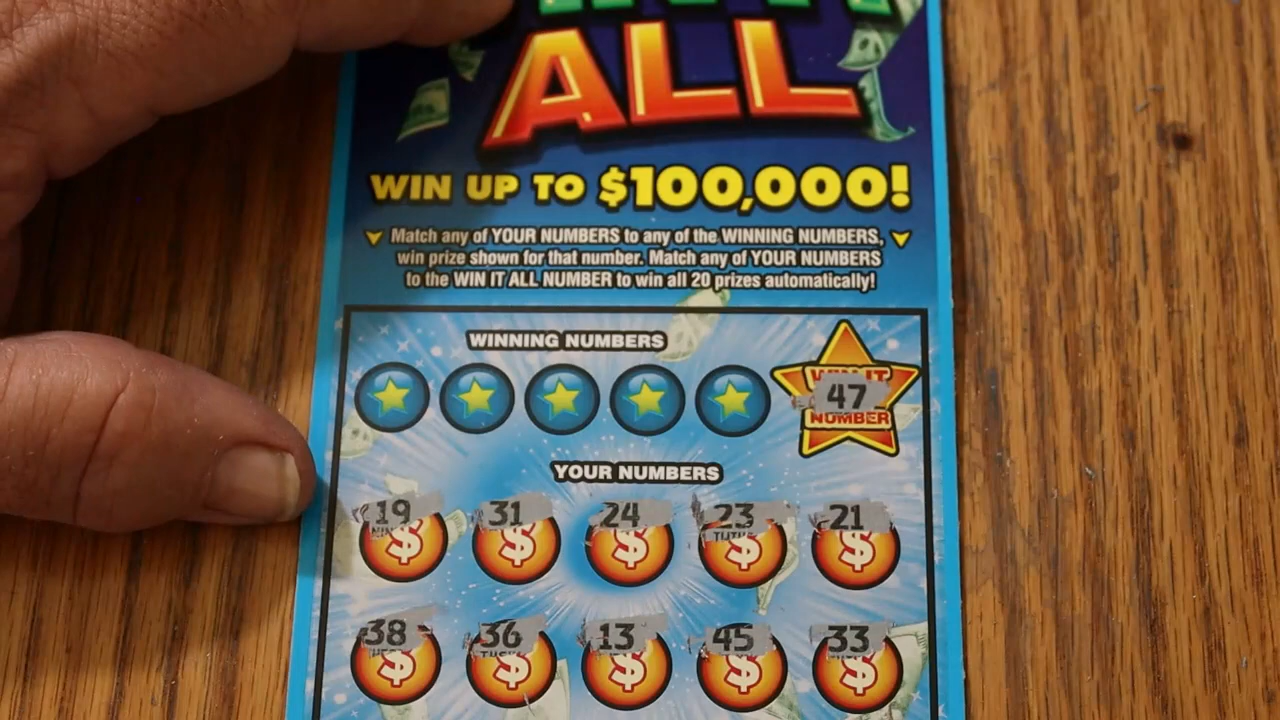 ALL
WIN UP TO $100,000!
Match any of YOUR NUMBERS to any of the WINNING NUMBERS,
win prize shown for that number. Match any of YOUR NUMBERS
to the WIN IT ALL NUMBER to win all 20 prizes automatically!
WINNING NUMBERS
WIN IT
47
NUMBER
YOUR NUMBERS
19 31 24 23 21
$ $ $ $ $
38 36 13 45 33
$ $ $ $ $